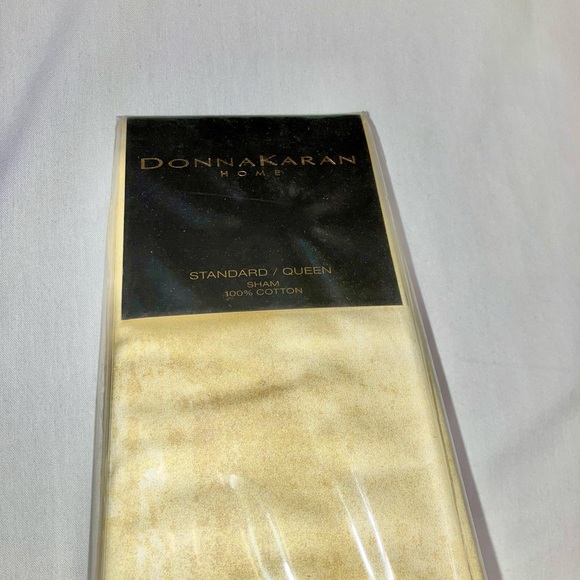 DONNAKARAN
HOME
STANDARD / QUEEN
SHAM
100% COTTON